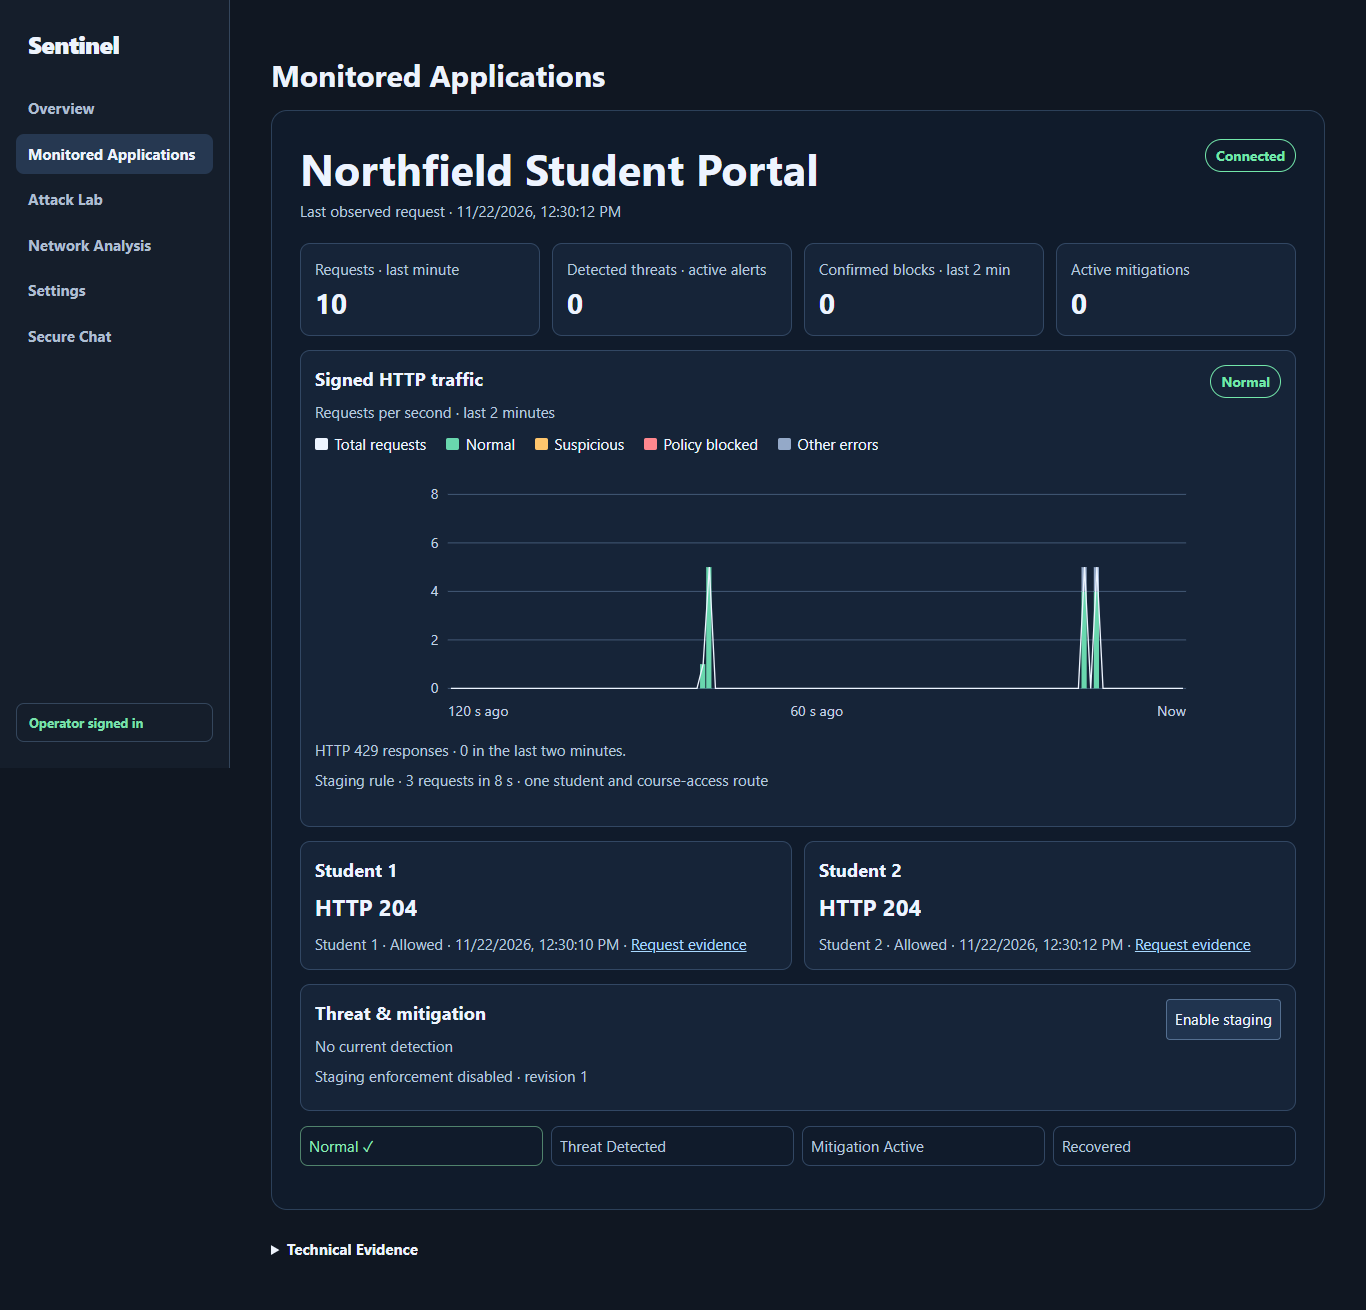 Sentinel
Overview
Monitored Applications
Attack Lab
Network Analysis
Settings
Secure Chat
Operator signed in
Monitored Applications
Northfield Student Portal
Connected
Last observed request · 11/22/2026, 12:30:12 PM
Requests · last minute
10
Detected threats · active alerts
0
Confirmed blocks · last 2 min
0
Active mitigations
0
Signed HTTP traffic
Normal
Requests per second · last 2 minutes
Total requests Normal Suspicious Policy blocked Other errors
8
6
4
2
0
120 s ago 60 s ago Now
HTTP 429 responses · 0 in the last two minutes.
Staging rule · 3 requests in 8 s · one student and course-access route
Student 1
HTTP 204
Student 1 · Allowed · 11/22/2026, 12:30:10 PM · Request evidence
Student 2
HTTP 204
Student 2 · Allowed · 11/22/2026, 12:30:12 PM · Request evidence
Threat & mitigation
Enable staging
No current detection
Staging enforcement disabled · revision 1
Normal ✓
Threat Detected
Mitigation Active
Recovered
Technical Evidence